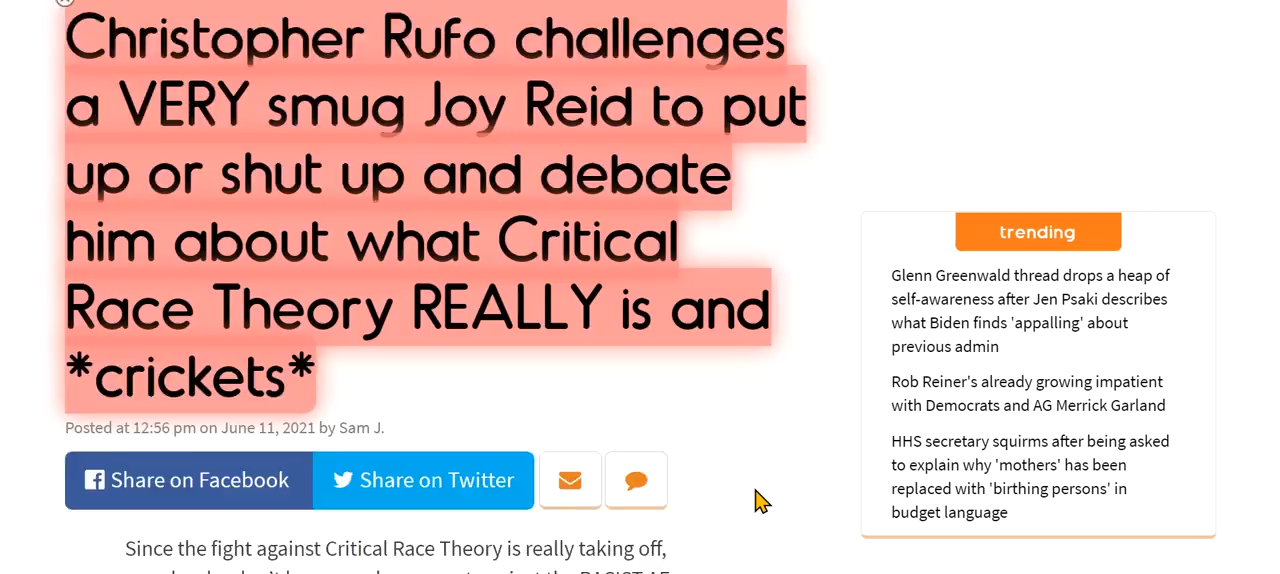 Christopher Rufo challenges
a VERY smug Joy Reid to put
up or shut up and debate
him about what Critical
Race Theory REALLY is and
*crickets*
Posted at 12:56 pm on June 11, 2021 by Sam J.
Share on Facebook
Share on Twitter
Since the fight against Critical Race Theory is really taking off,
trending
Glenn Greenwald thread drops a heap of
self-awareness after Jen Psaki describes
what Biden finds 'appalling' about
previous admin
Rob Reiner's already growing impatient
with Democrats and AG Merrick Garland
HHS secretary squirms after being asked
to explain why 'mothers' has been
replaced with 'birthing persons' in
budget language